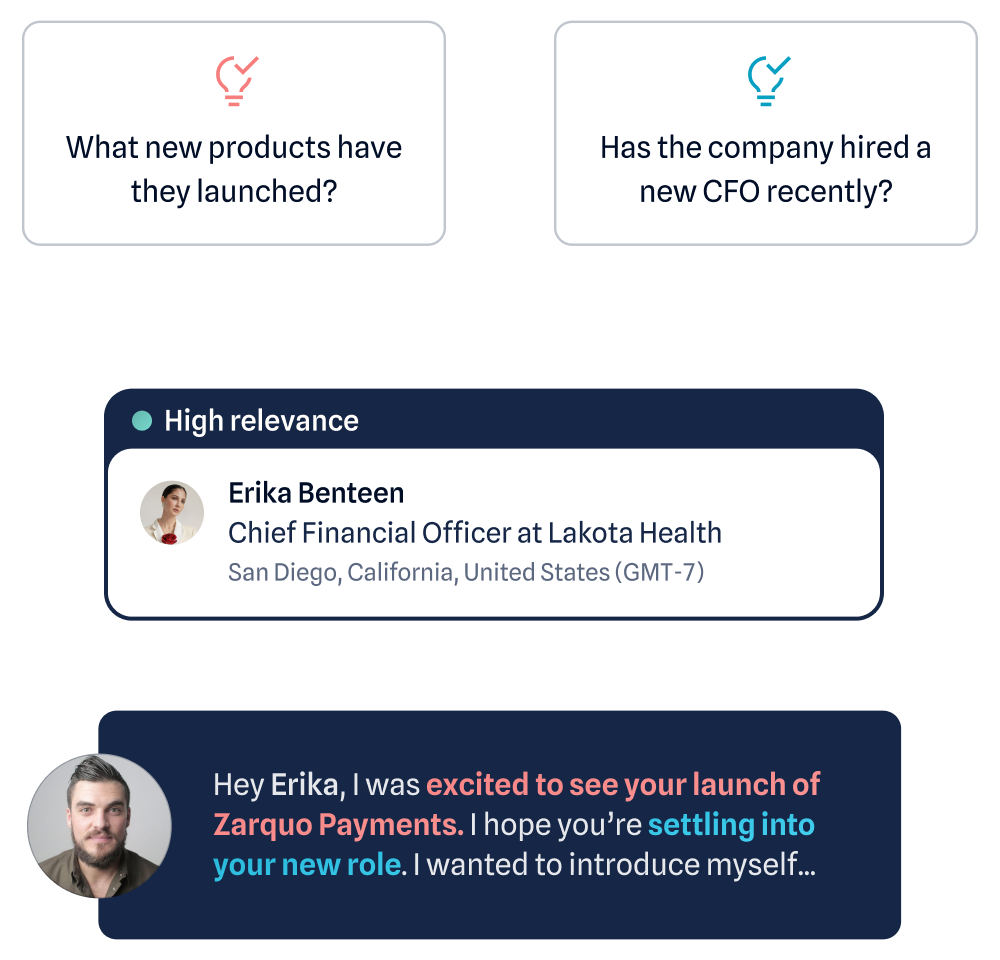 What new products have
they launched?
Has the company hired a
new CFO recently?
High relevance
Erika Benteen
Chief Financial Officer at Lakota Health
San Diego, California, United States (GMT-7)
Hey Erika, I was excited to see your launch of
Zarquo Payments. I hope you’re settling into
your new role. I wanted to introduce myself...